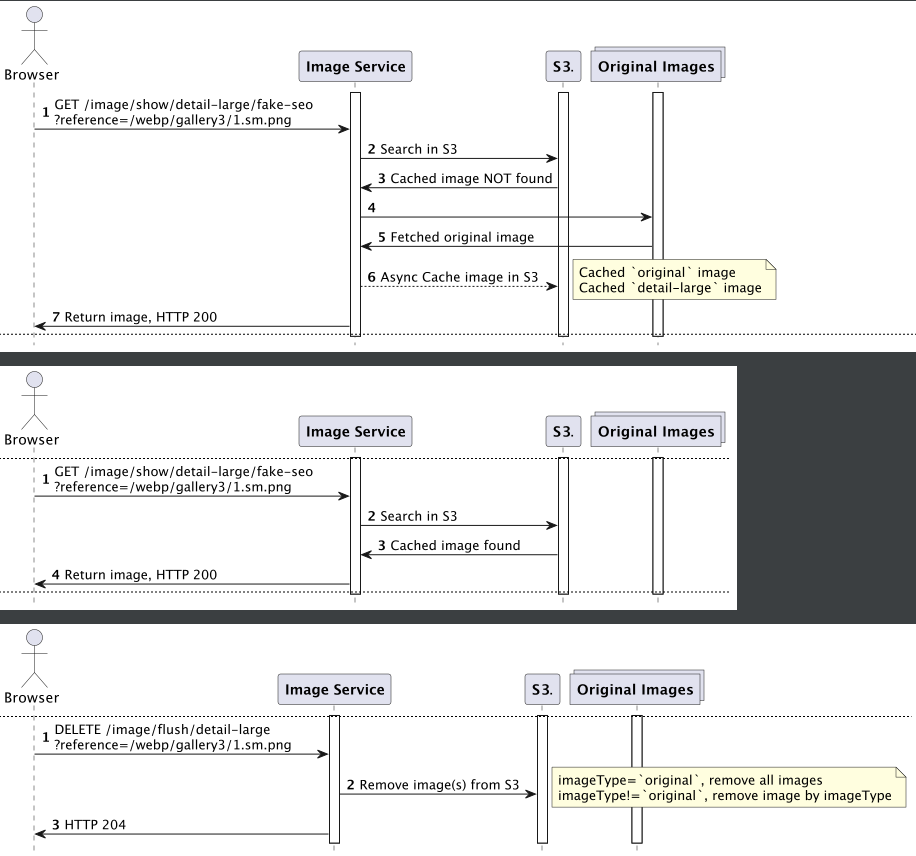 Browser
Image Service
S3.
Original Images
1 GET /image/show/detail-large/fake-seo
?reference=/webp/gallery3/1.sm.png
2 Search in S3
3 Cached image NOT found
4
5 Fetched original image
6 Async Cache image in S3
Cached `original` image
Cached `detail-large` image
7 Return image, HTTP 200
Browser
Image Service
S3.
Original Images
1 GET /image/show/detail-large/fake-seo
?reference=/webp/gallery3/1.sm.png
2 Search in S3
3 Cached image found
4 Return image, HTTP 200
Browser
Image Service
S3.
Original Images
1 DELETE /image/flush/detail-large
?reference=/webp/gallery3/1.sm.png
2 Remove image(s) from S3
imageType=`original`, remove all images
imageType!=`original`, remove image by imageType
3 HTTP 204